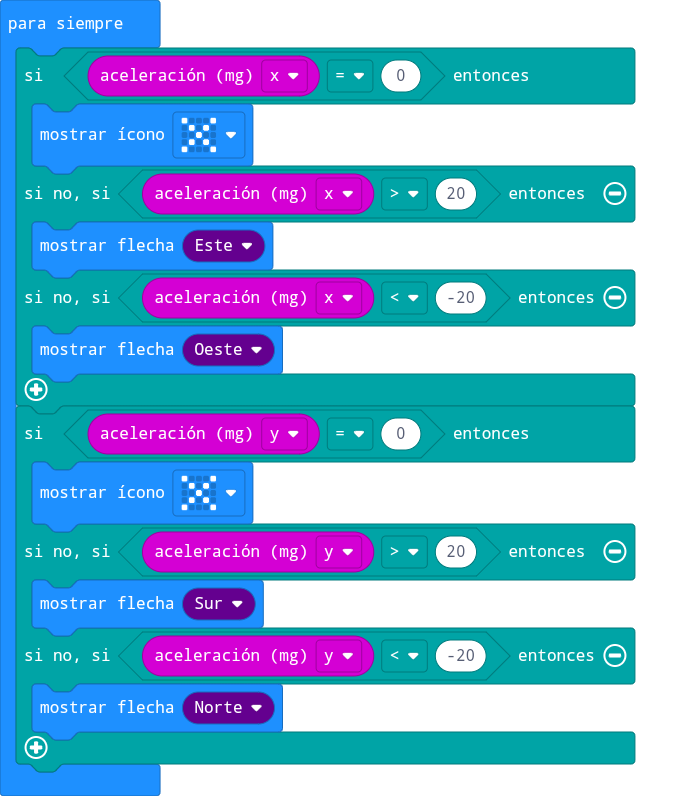 para siempre
si aceleración (mg) x = 0 entonces
mostrar ícono
si no, si aceleración (mg) x > 20 entonces
mostrar flecha Este
si no, si aceleración (mg) x < -20 entonces
mostrar flecha Oeste
si aceleración (mg) y = 0 entonces
mostrar ícono
si no, si aceleración (mg) y > 20 entonces
mostrar flecha Sur
si no, si aceleración (mg) y < -20 entonces
mostrar flecha Norte